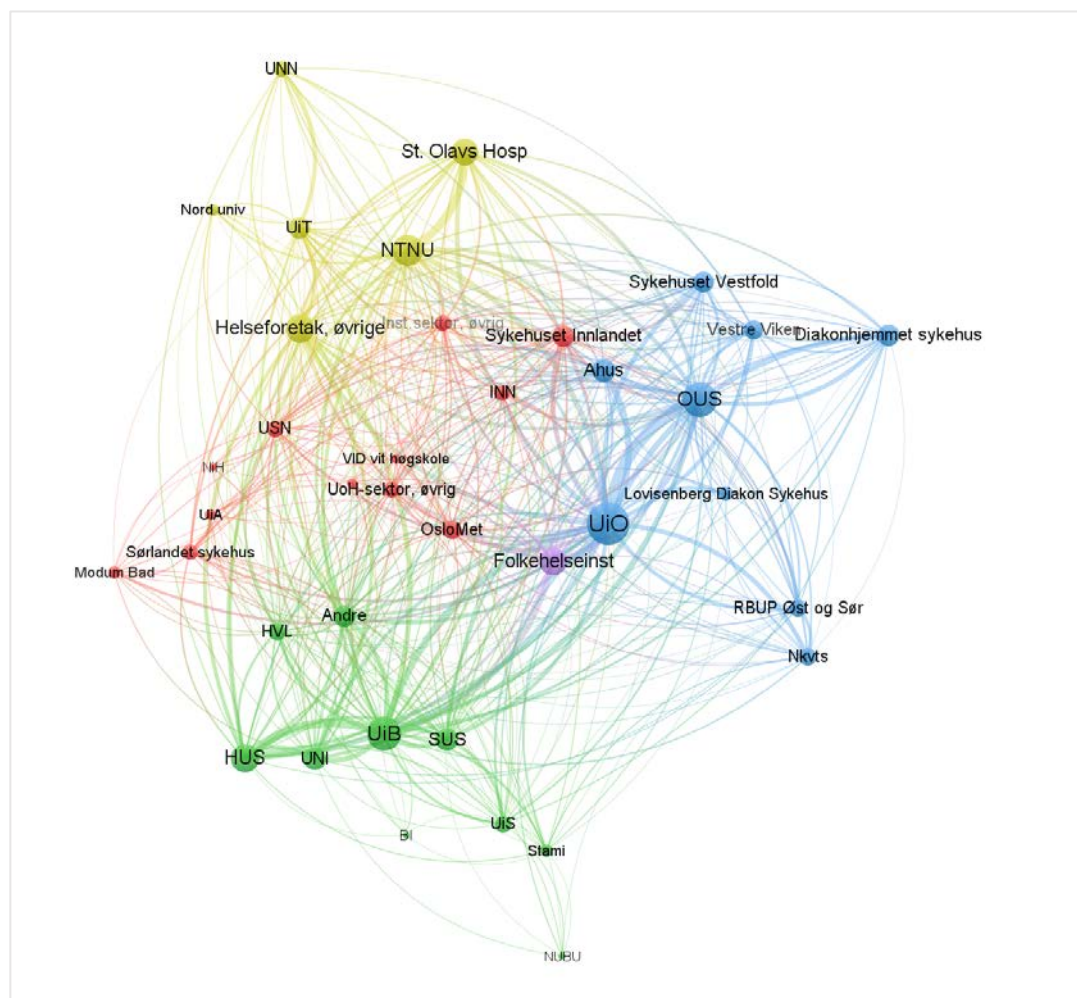 UNN
St. Olavs Hosp
Nord univ
UiT
NTNU
Sykehuset Vestfold
Helseforetak, øvrige
Inst.sektor, øvrig
Sykehuset Innlandet
Vestre Viken
Diakonhjemmet sykehus
Ahus
INN
OUS
USN
VID vit høgskole
NIH
UoH-sektor, øvrig
Lovisenberg Diakon Sykehus
UiA
OsloMet
UiO
Sørlandet sykehus
Folkehelseinst
Modum Bad
Andre
RBUP Øst og Sør
HVL
Nkvts
UiB
SUS
HUS
UNI
UiS
BI
Stami
NUBU